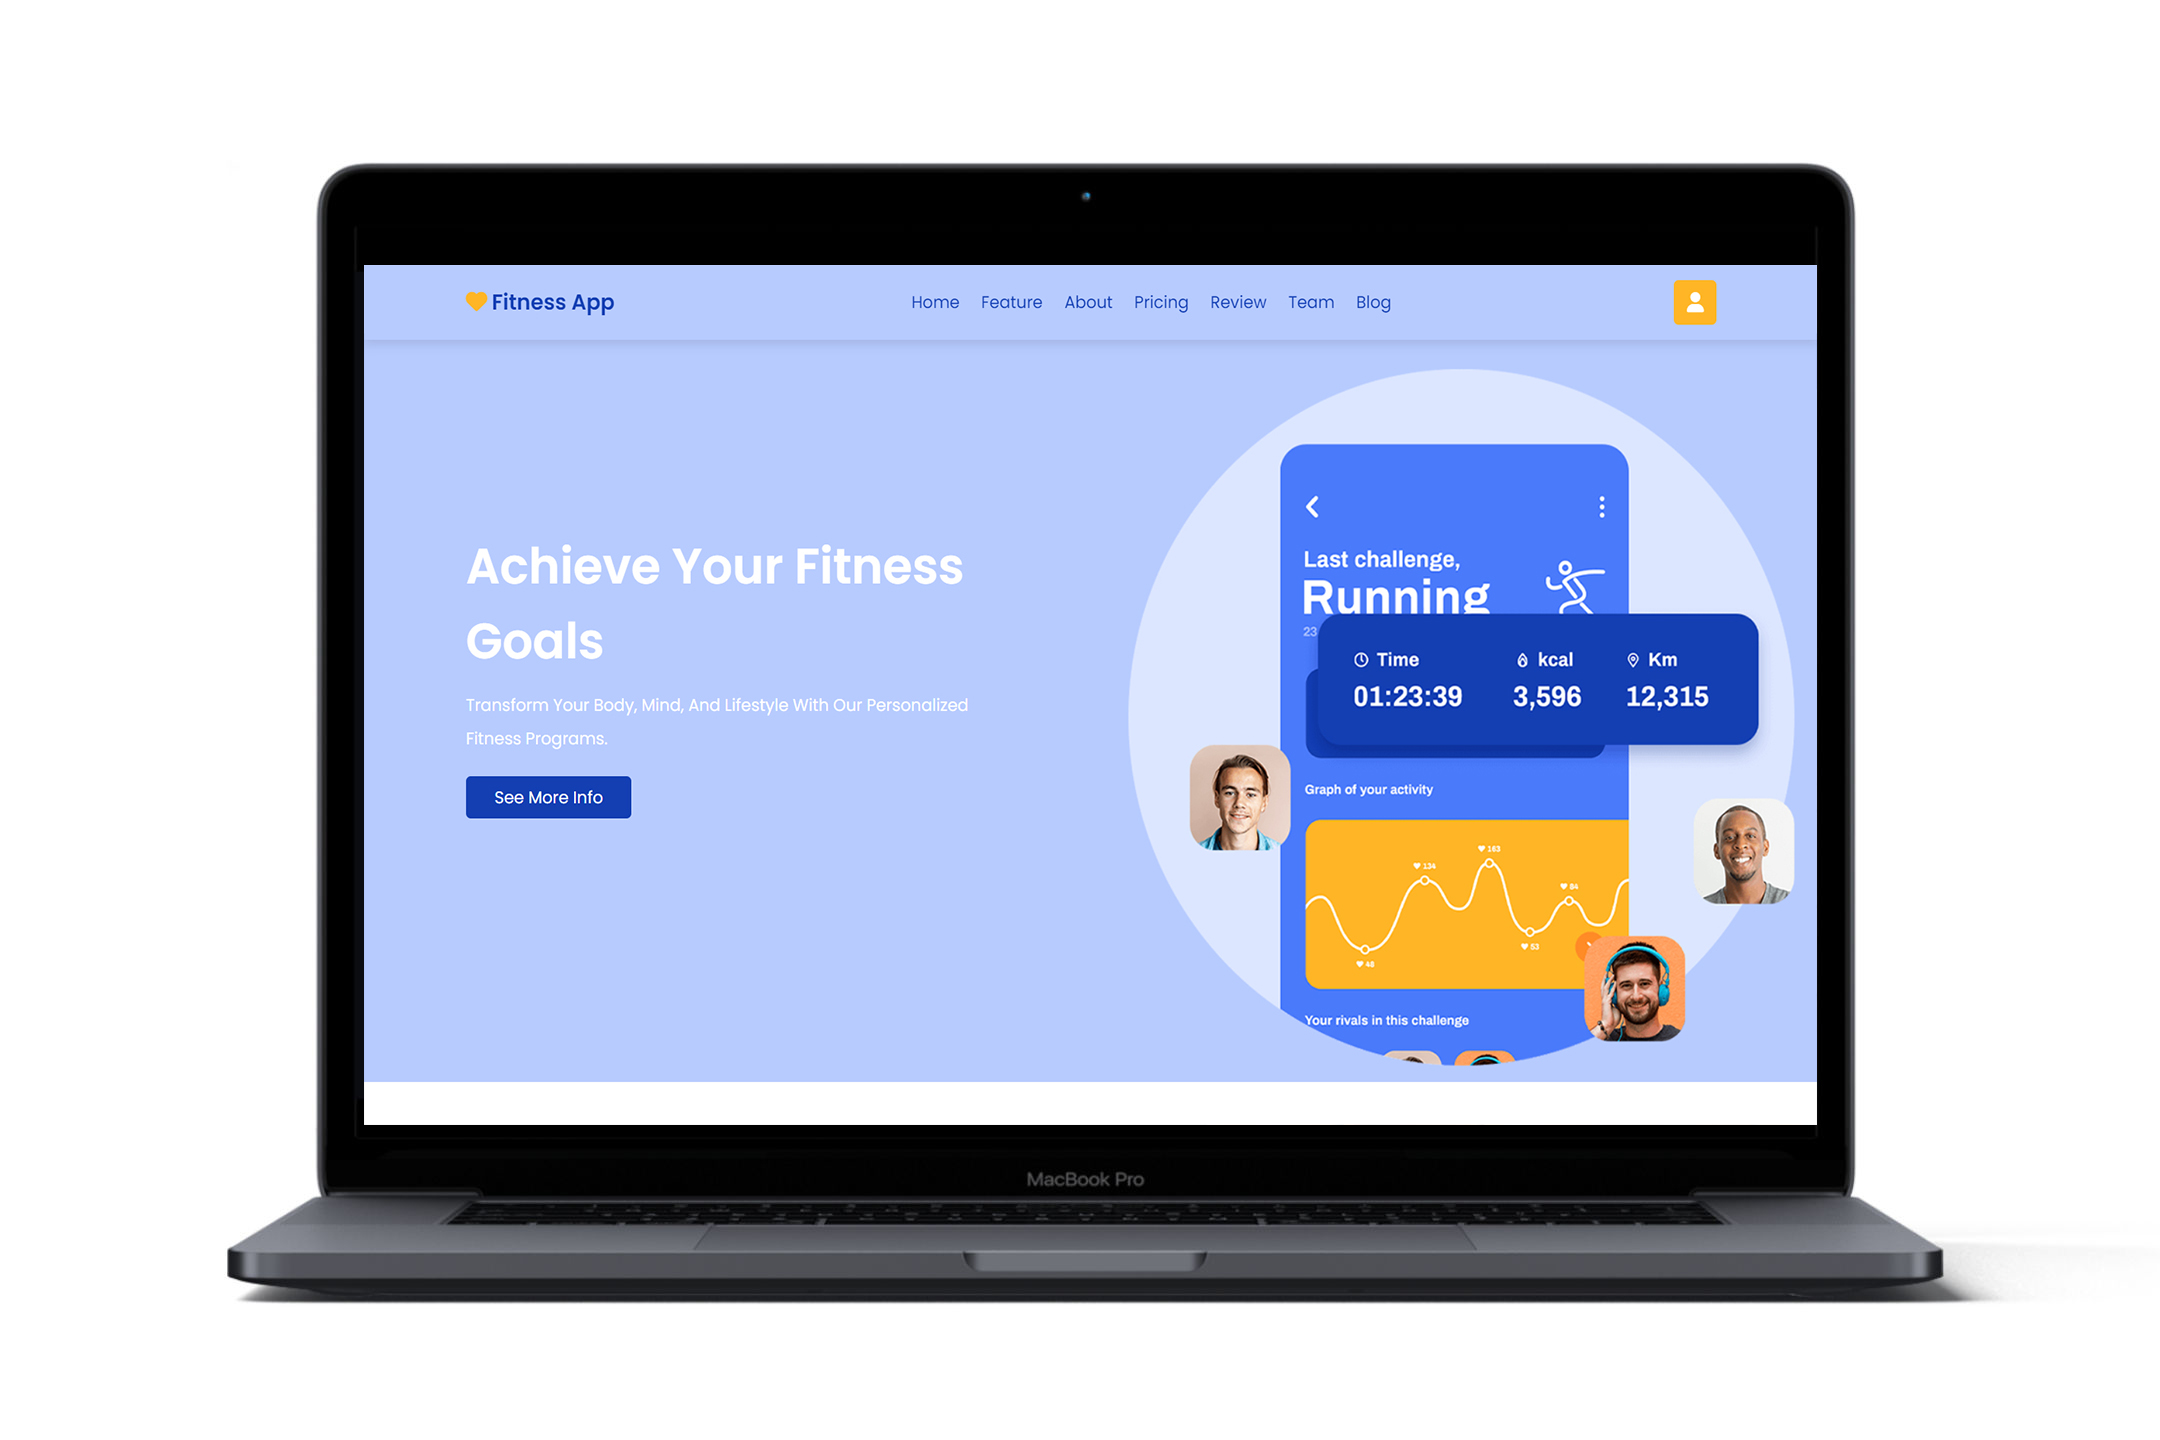 Fitness App
Home Feature About Pricing Review Team Blog
Achieve Your Fitness
Goals
Transform Your Body, Mind, And Lifestyle With Our Personalized
Fitness Programs.
See More Info
Last challenge,
Running
23
Time kcal Km
01:23:39 3,596 12,315
Graph of your activity
163
134
84
53
48
Your rivals in this challenge
MacBook Pro